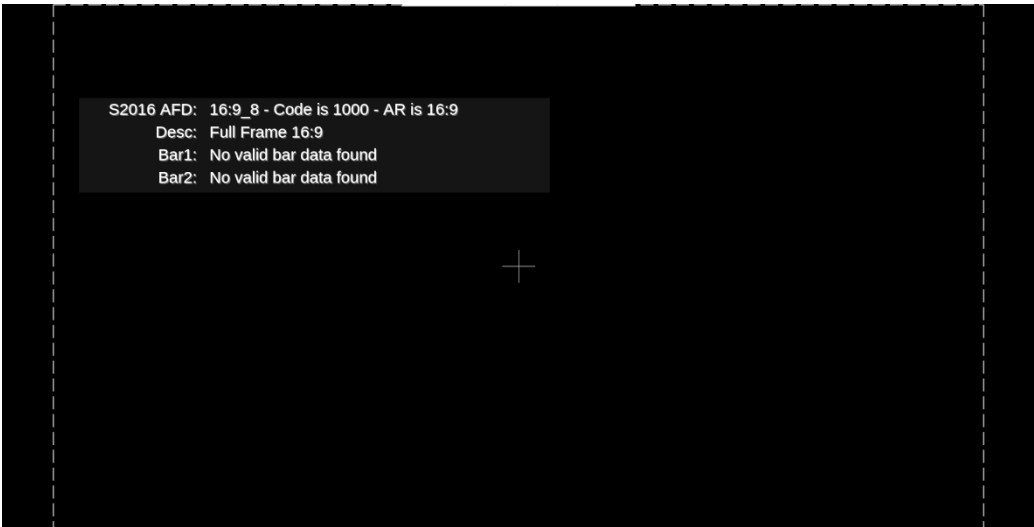 S2016 AFD: 16:9_8 - Code is 1000 - AR is 16:9
Desc: Full Frame 16:9
Bar1: No valid bar data found
Bar2: No valid bar data found